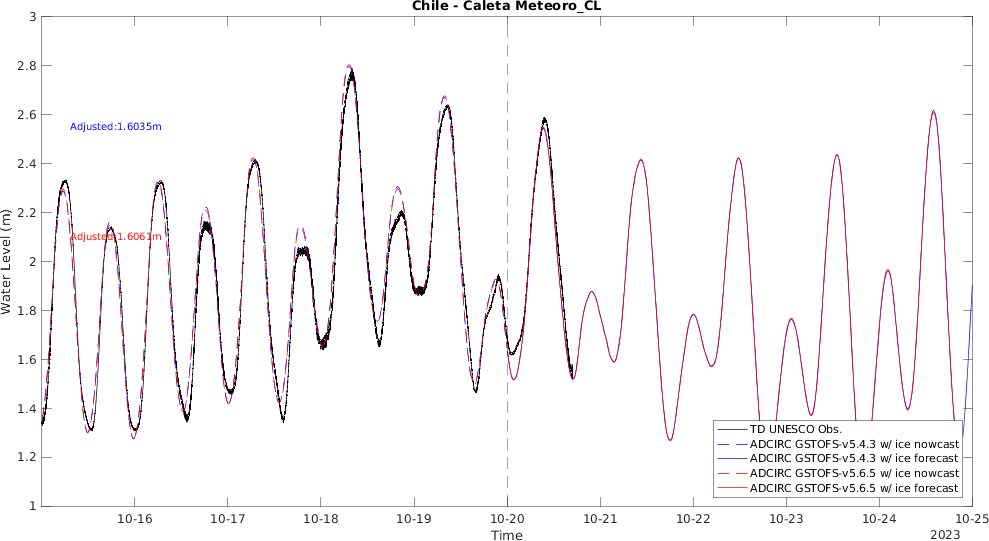 Chile - Caleta Meteoro_CL
Water Level (m)
3
2.8
2.6
2.4
2.2
2
1.8
1.6
1.4
1.2
1
Adjusted:1.6035m
Adjusted:1.6061m
TD UNESCO Obs.
ADCIRC GSTOFS-v5.4.3 w/ ice nowcast
ADCIRC GSTOFS-v5.4.3 w/ ice forecast
ADCIRC GSTOFS-v5.6.5 w/ ice nowcast
ADCIRC GSTOFS-v5.6.5 w/ ice forecast
10-16 10-17 10-18 10-19 10-20 10-21 10-22 10-23 10-24 10-25
Time
2023